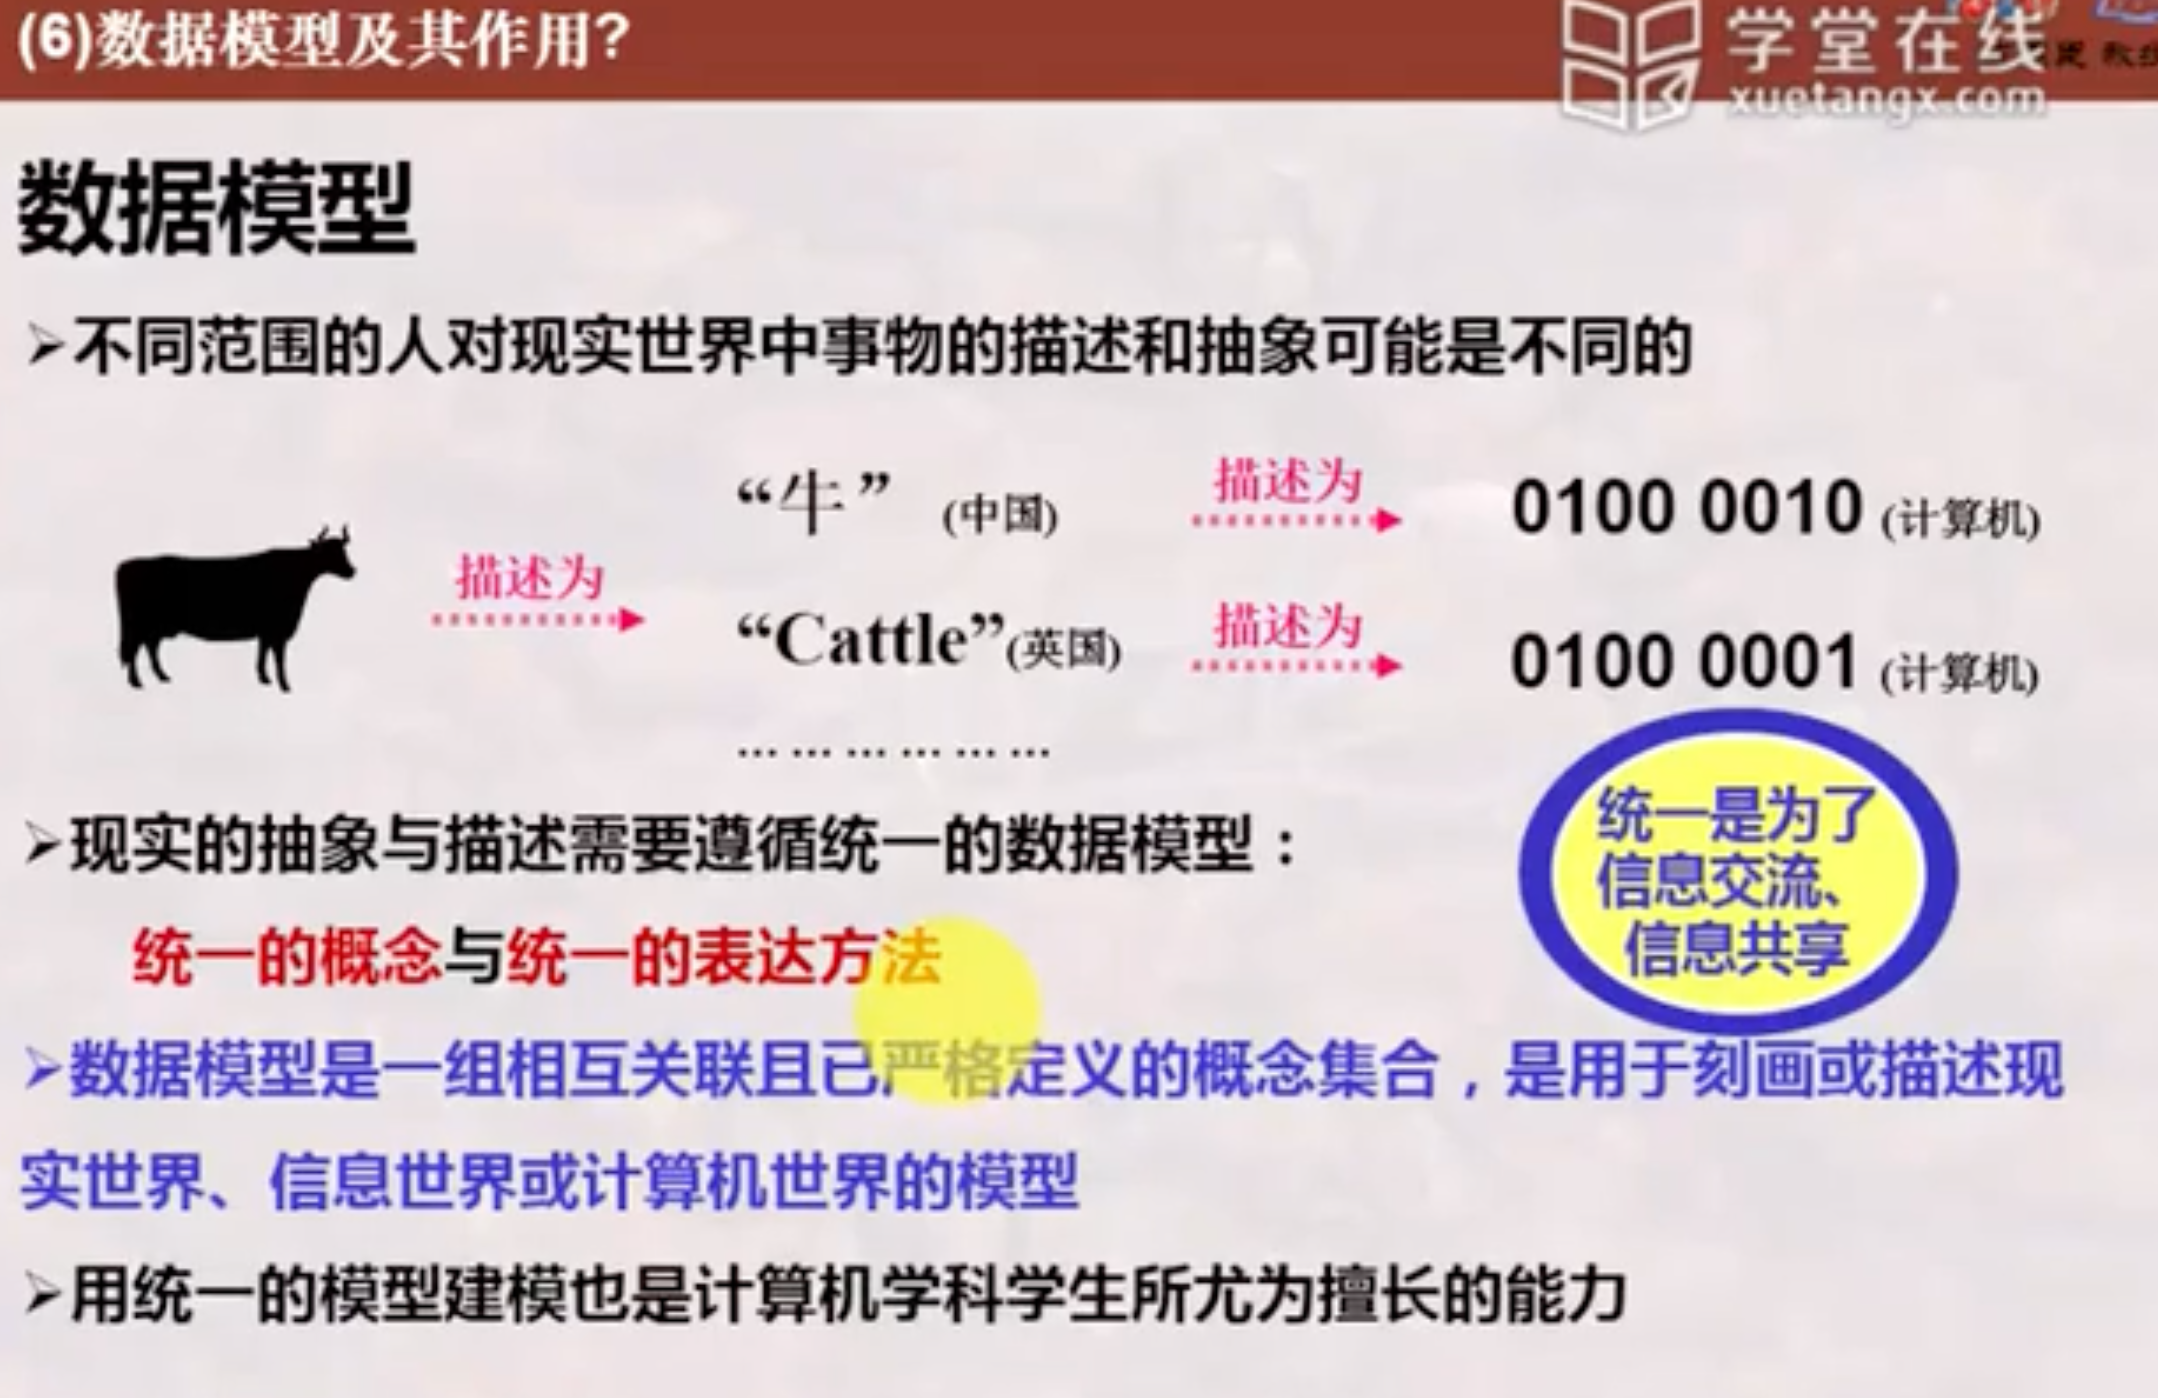 (6)数据模型及其作用?
学堂在线
xuetangx.com
数据模型
➢不同范围的人对现实世界中事物的描述和抽象可能是不同的
描述为
“牛” (中国)
描述为
0100 0010 (计算机)
“Cattle”(英国)
描述为
0100 0001 (计算机)
… … … … … …
➢现实的抽象与描述需要遵循统一的数据模型：
统一的概念与统一的表达方法
统一是为了
信息交流、
信息共享
➢数据模型是一组相互关联且已严格定义的概念集合，是用于刻画或描述现
实世界、信息世界或计算机世界的模型
➢用统一的模型建模也是计算机学科学生所尤为擅长的能力